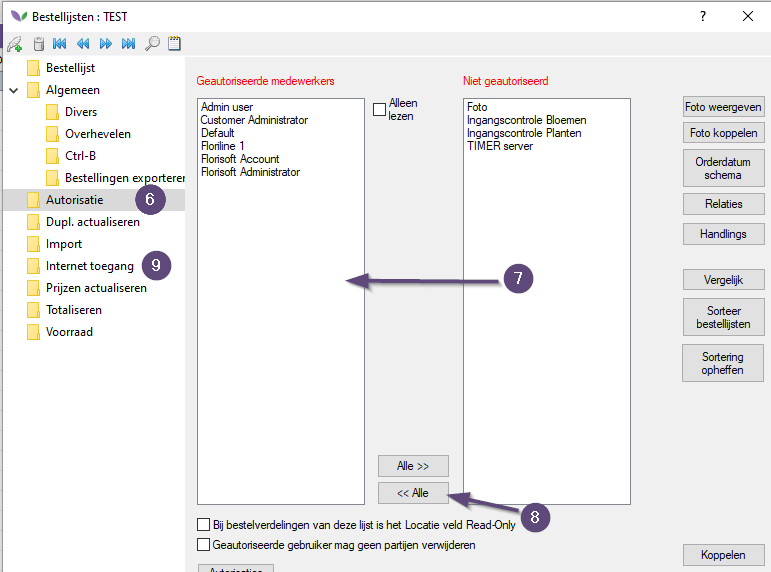 Bestellijsten : TEST
?
Bestellijst
Algemeen
Divers
Overhevelen
Ctrl-B
Bestellingen exporteren
Autorisatie
6
Dupl. actualiseren
Import
Internet toegang
9
Prijzen actualiseren
Totaliseren
Voorraad
Geautoriseerde medewerkers
Admin user
Customer Administrator
Default
Floriline 1
Florisoft Account
Florisoft Administrator
Alleen
lezen
Niet geautoriseerd
Foto
Ingangscontrole Bloemen
Ingangscontrole Planten
TIMER server
7
Alle >>
<< Alle
8
Bij bestelverdelingen van deze lijst is het Locatie veld Read-Only
Geautoriseerde gebruiker mag geen partijen verwijderen
Foto weergeven
Foto koppelen
Orderdatum
schema
Relaties
Handlings
Vergelijk
Sorteer
bestellijsten
Sortering
opheffen
Koppelen